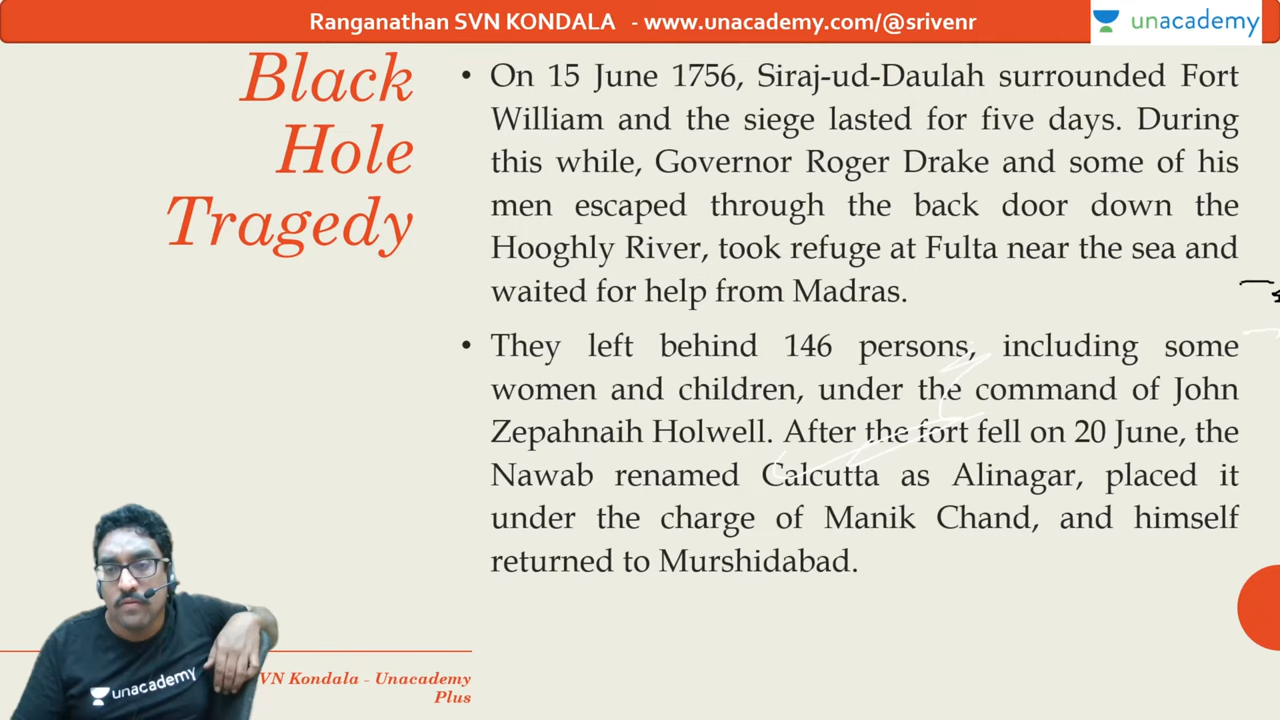 Ranganathan SVN KONDALA - www.unacademy.com/@srivenr
unacademy
Black
Hole
Tragedy
• On 15 June 1756, Siraj-ud-Daulah surrounded Fort
William and the siege lasted for five days. During
this while, Governor Roger Drake and some of his
men escaped through the back door down the
Hooghly River, took refuge at Fulta near the sea and
waited for help from Madras.
• They left behind 146 persons, including some
women and children, under the command of John
Zepahnaih Holwell. After the fort fell on 20 June, the
Nawab renamed Calcutta as Alinagar, placed it
under the charge of Manik Chand, and himself
returned to Murshidabad.
unacademy
VN Kondala - Unacademy
Plus